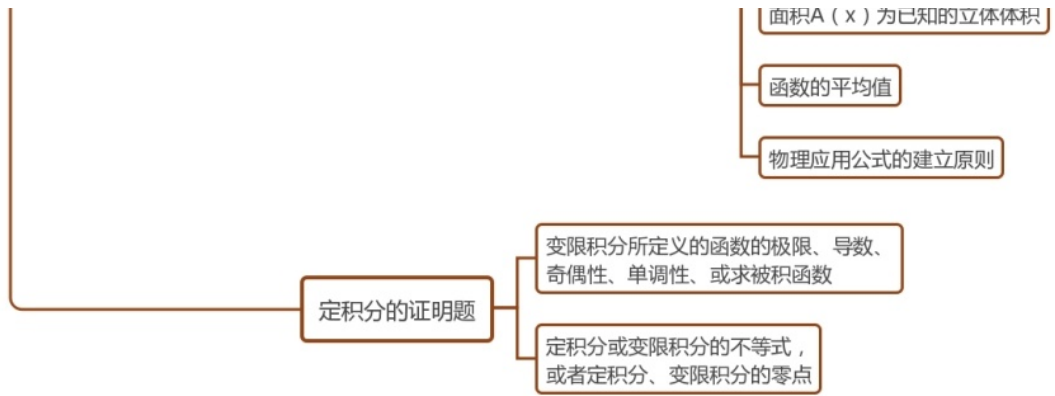 面积A（x）为已知的立体体积
函数的平均值
物理应用公式的建立原则
变限积分所定义的函数的极限、导数、
奇偶性、单调性、或求被积函数
定积分的证明题
定积分或变限积分的不等式，
或者定积分、变限积分的零点